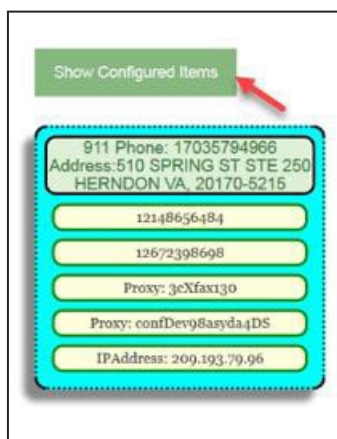 Show Configured Items
911 Phone: 17035794966
Address:510 SPRING ST STE 250
HERNDON VA, 20170-5215
12148656484
12672398698
Proxy: 3cXfax130
Proxy: confDev98asyda4DS
IPAddress: 209.193.79.96